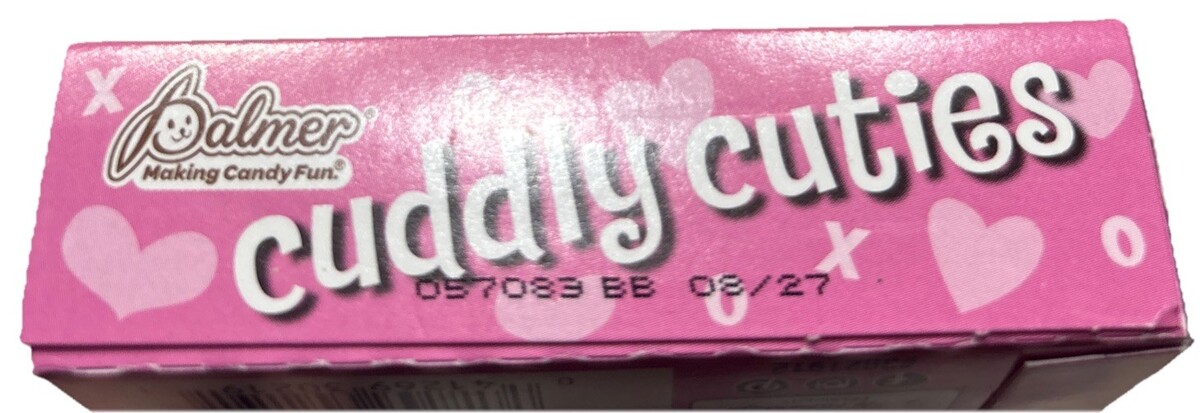 Palmer®
Making Candy Fun.®
cuddly cuties
057083 BB 08/27